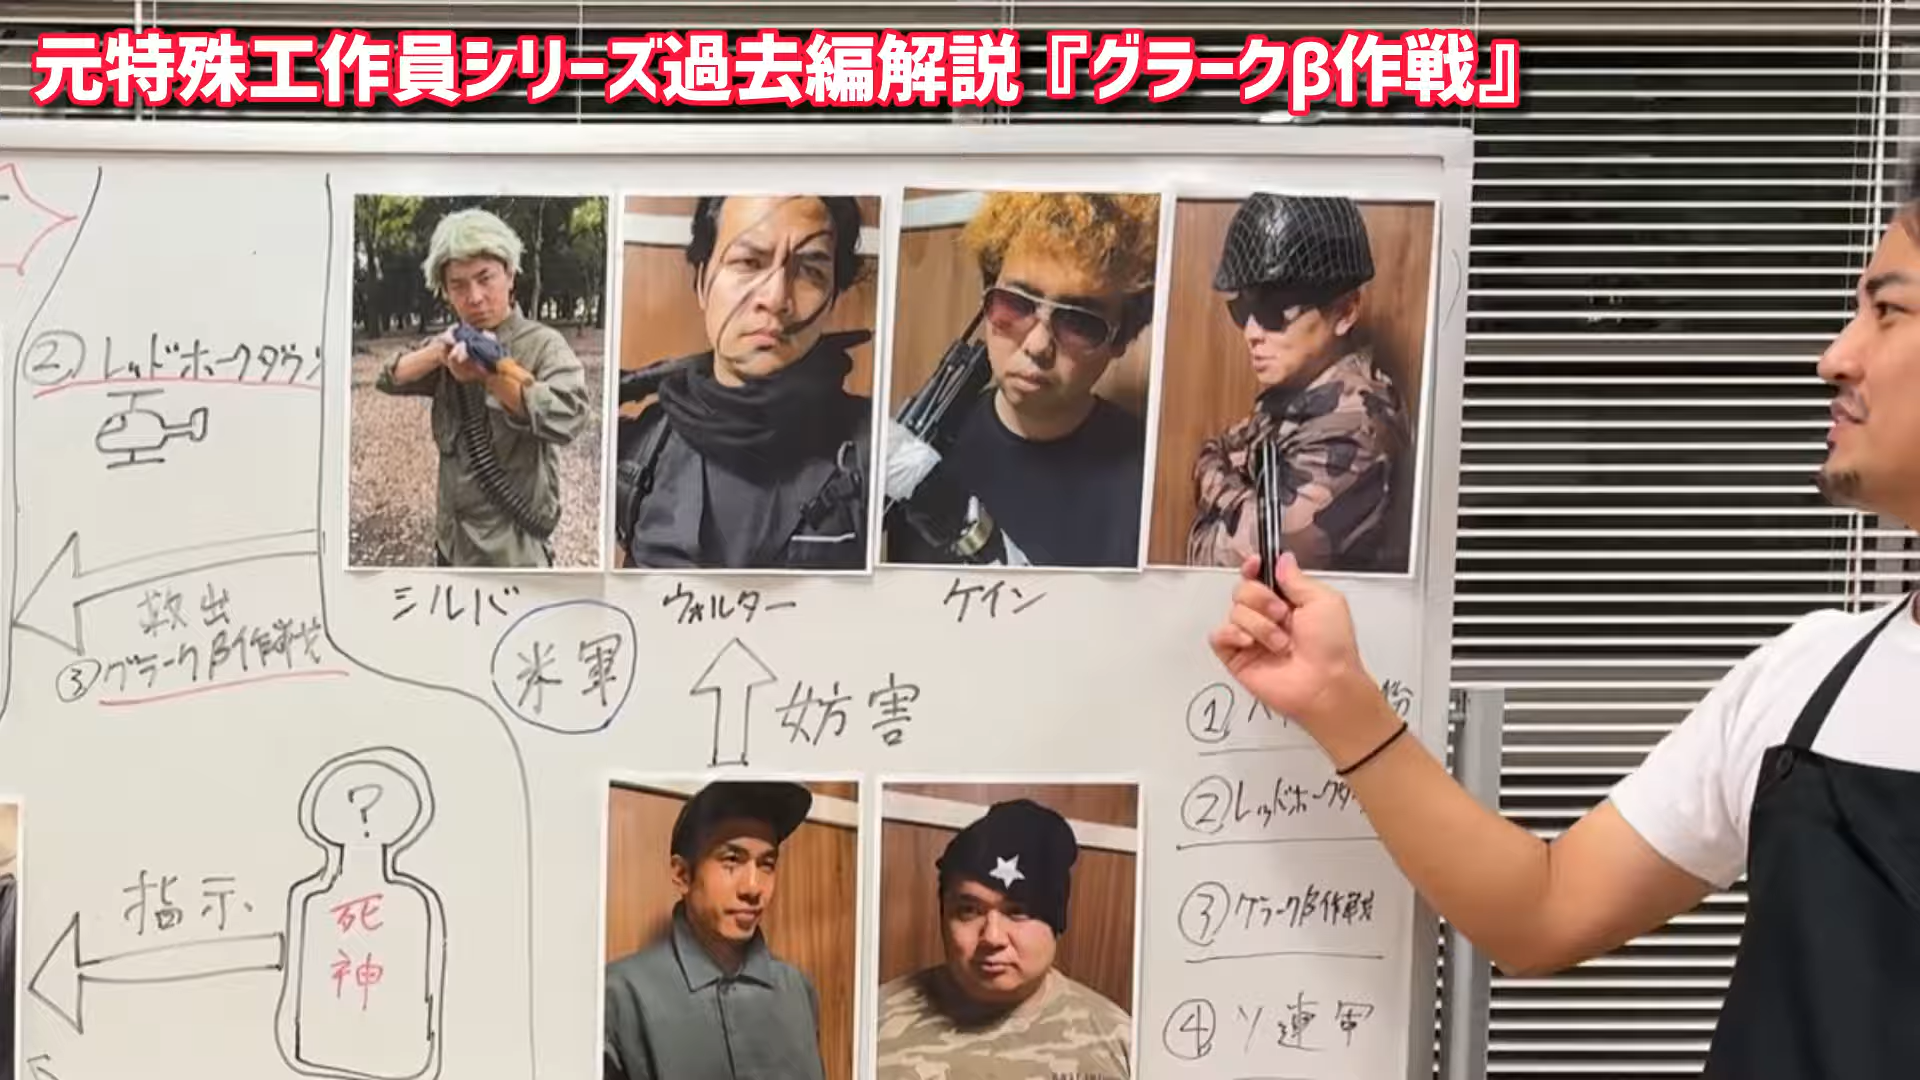 元特殊工作員シリーズ過去編解説『グラークβ作戦』
② レッドホークダウン
救出
③グラークβ作戦
シルバ
ウォルター
ケイン
米軍
妨害
?
死神
指示
①
②レッドホークダ
③グラークβ作戦
④ソ連軍